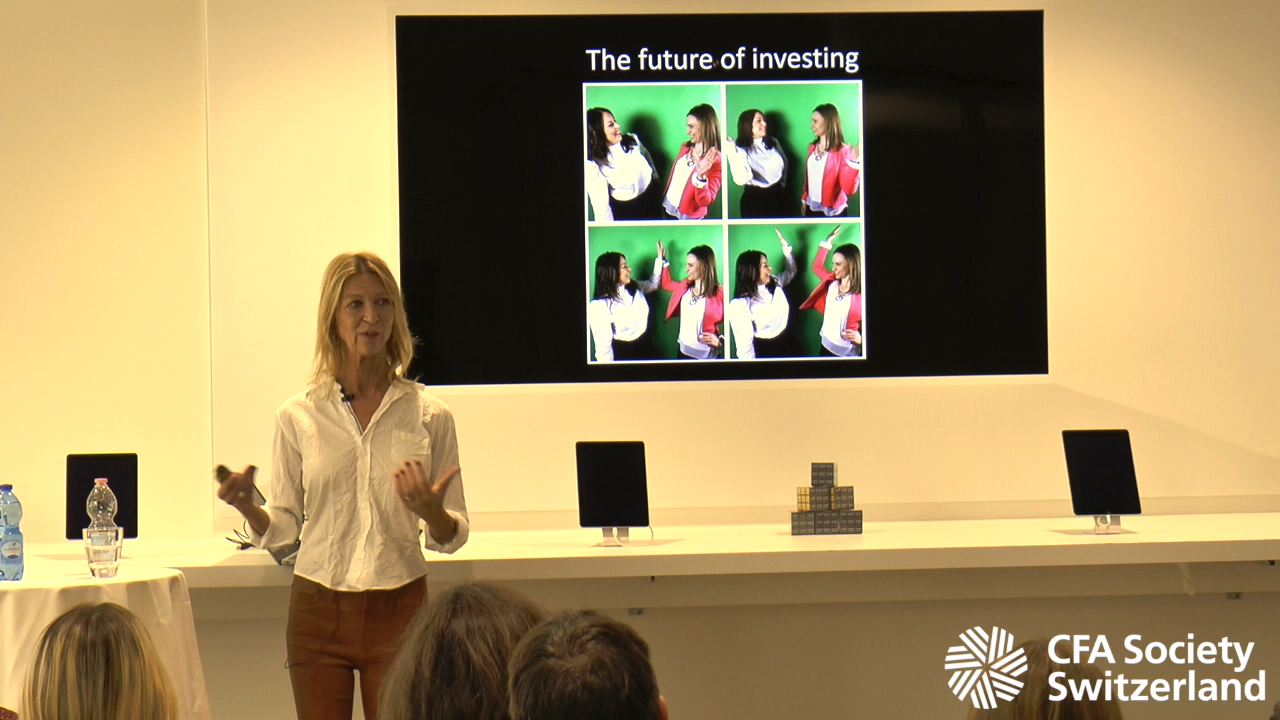 The future of investing
CFA Society
Switzerland